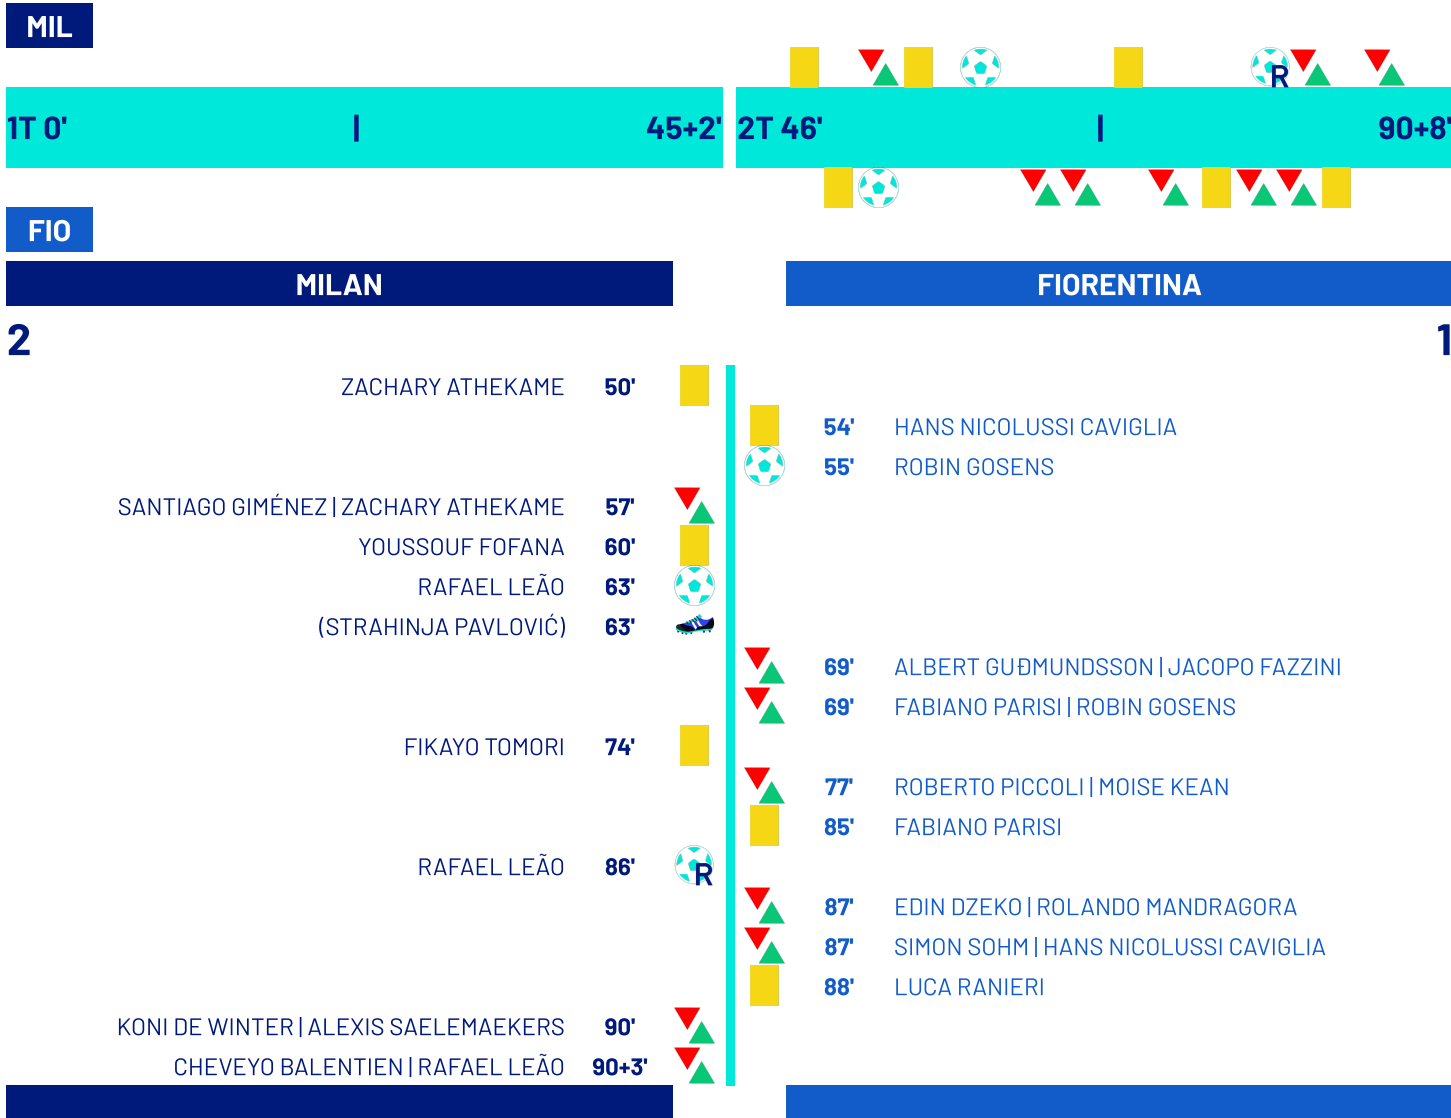 MIL
1T 0' | 45+2' 2T 46' | 90+8'
FIO
MILAN FIORENTINA
2 1
ZACHARY ATHEKAME 50'
54' HANS NICOLUSSI CAVIGLIA
55' ROBIN GOSENS
SANTIAGO GIMÉNEZ | ZACHARY ATHEKAME 57'
YOUSSOUF FOFANA 60'
RAFAEL LEÃO 63'
(STRAHINJA PAVLOVIĆ) 63'
69' ALBERT GUÐMUNDSSON | JACOPO FAZZINI
69' FABIANO PARISI | ROBIN GOSENS
FIKAYO TOMORI 74'
77' ROBERTO PICCOLI | MOISE KEAN
85' FABIANO PARISI
RAFAEL LEÃO 86' R
87' EDIN DZEKO | ROLANDO MANDRAGORA
87' SIMON SOHM | HANS NICOLUSSI CAVIGLIA
88' LUCA RANIERI
KONI DE WINTER | ALEXIS SAELEMAEKERS 90'
CHEVEYO BALENTIEN | RAFAEL LEÃO 90+3'